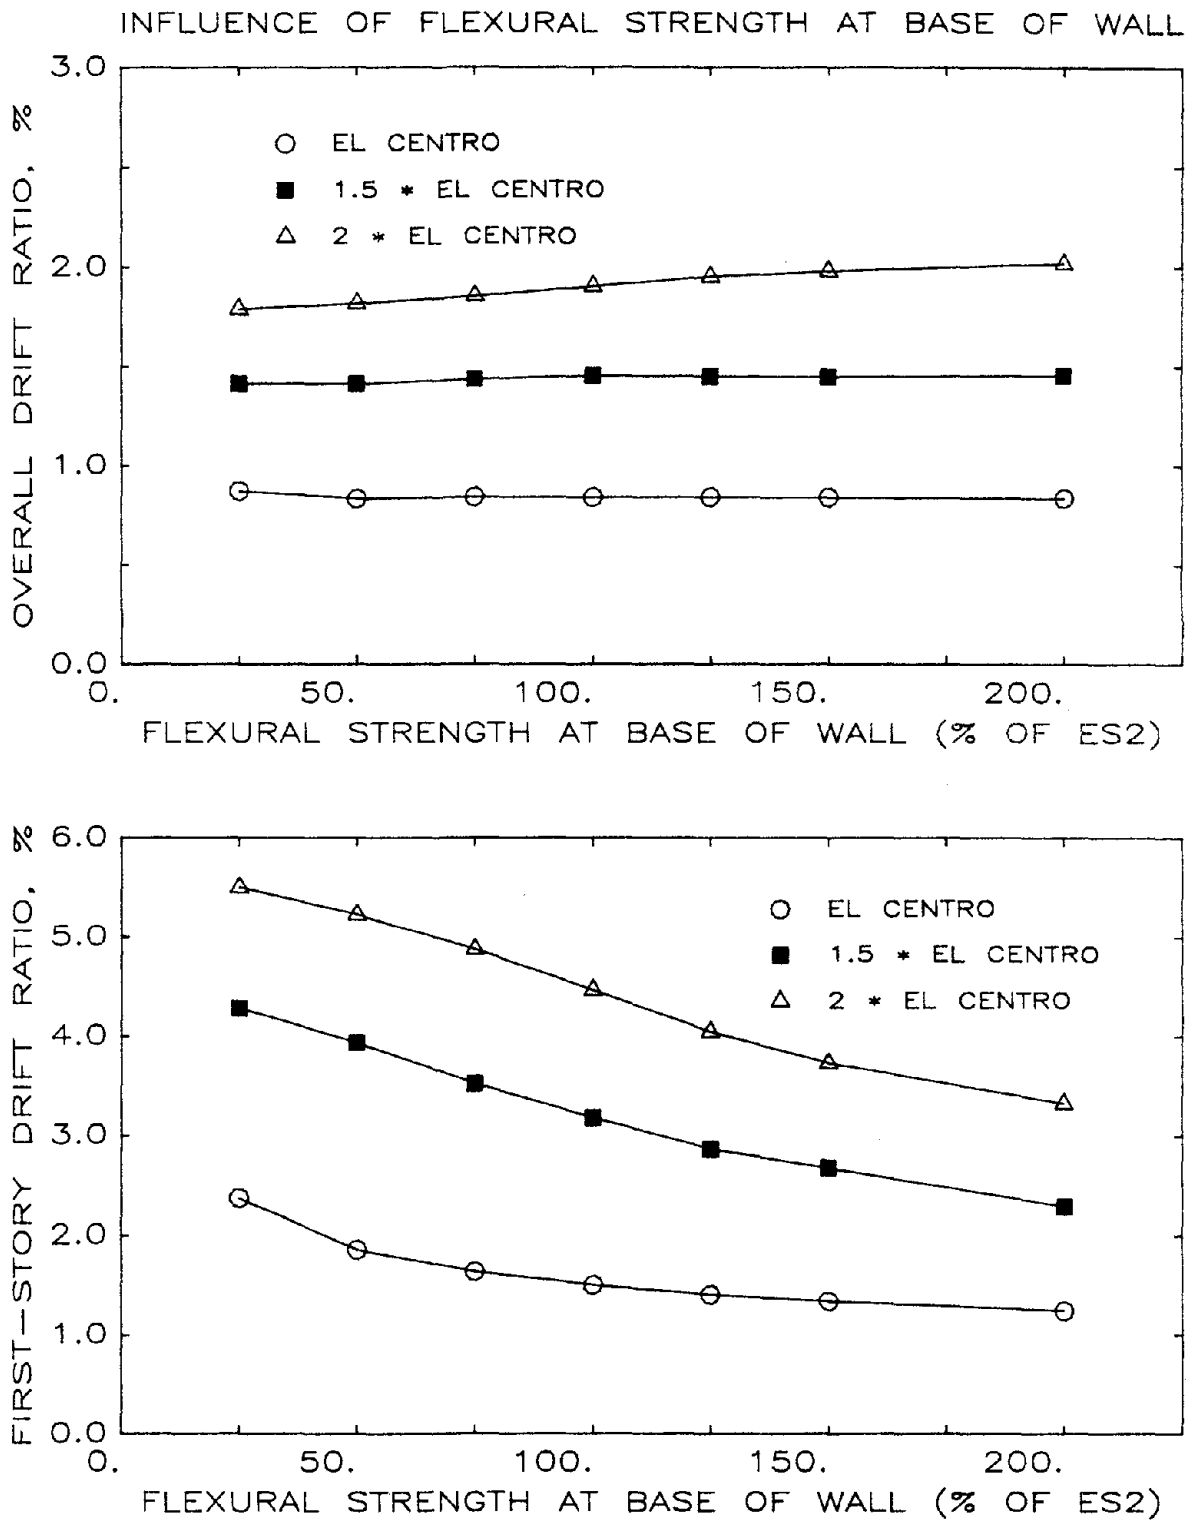 INFLUENCE OF FLEXURAL STRENGTH AT BASE OF WALL
3.0
2.0
1.0
0.0
OVERALL DRIFT RATIO, %
EL CENTRO
1.5 * EL CENTRO
2 * EL CENTRO
0. 50. 100. 150. 200.
FLEXURAL STRENGTH AT BASE OF WALL (% OF ES2)
6.0
5.0
4.0
3.0
2.0
1.0
0.0
FIRST-STORY DRIFT RATIO, %
EL CENTRO
1.5 * EL CENTRO
2 * EL CENTRO
0. 50. 100. 150. 200.
FLEXURAL STRENGTH AT BASE OF WALL (% OF ES2)